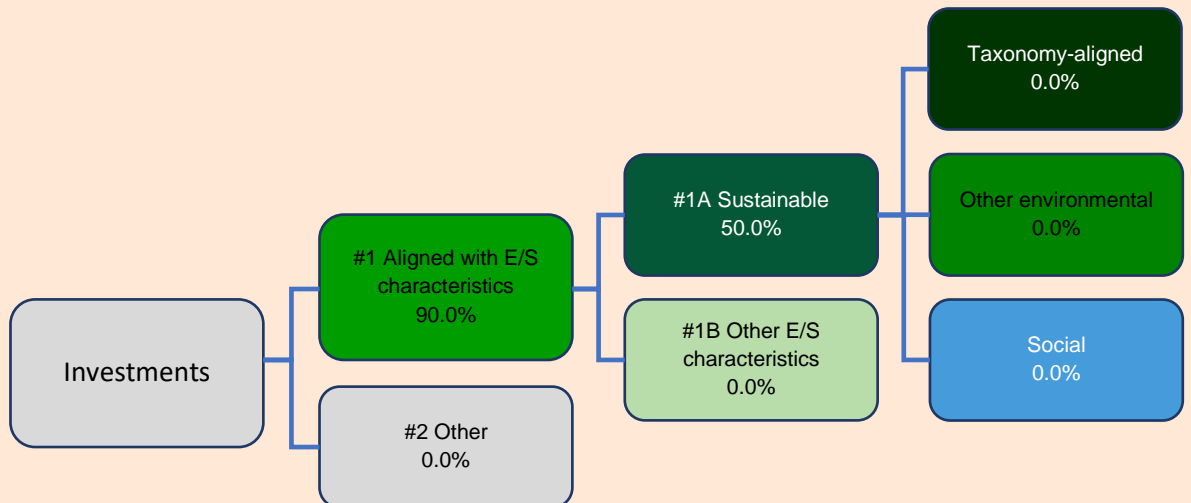 Investments
#1 Aligned with E/S
characteristics
90.0%
#2 Other
0.0%
#1A Sustainable
50.0%
#1B Other E/S
characteristics
0.0%
Taxonomy-aligned
0.0%
Other environmental
0.0%
Social
0.0%